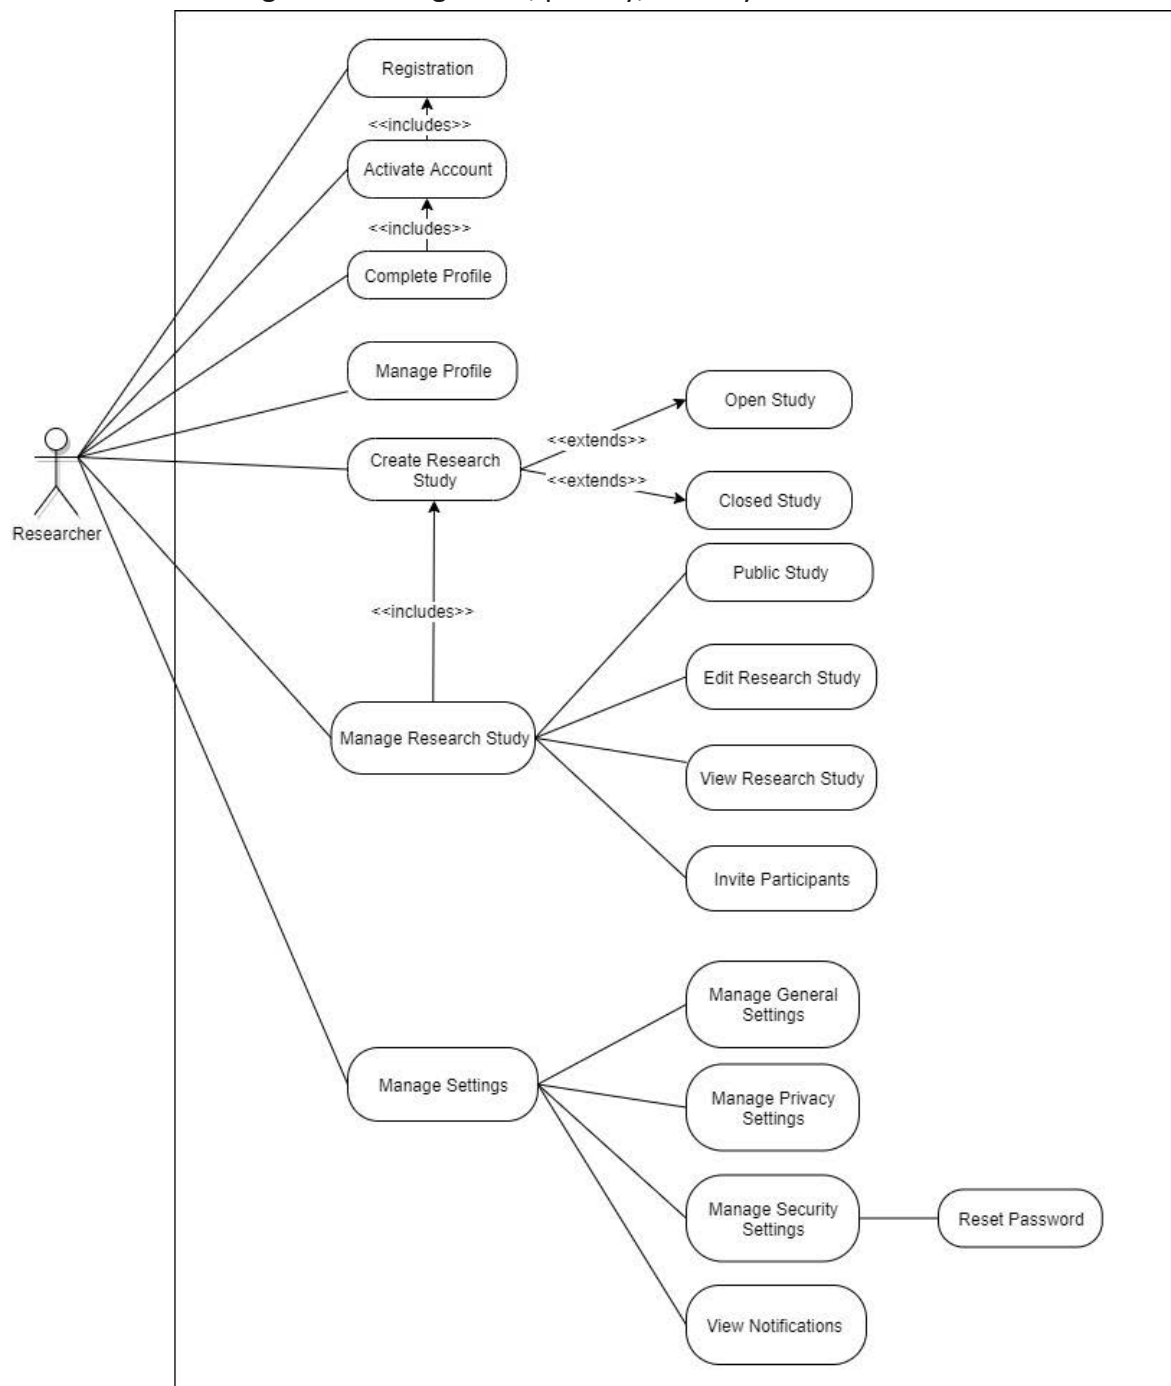 Registration
<<includes>>
Activate Account
<<includes>>
Complete Profile
Manage Profile
Open Study
<<extends>>
Create Research
Study
<<extends>>
Closed Study
Researcher
Public Study
<<includes>>
Edit Research Study
Manage Research Study
View Research Study
Invite Participants
Manage General
Settings
Manage Settings
Manage Privacy
Settings
Manage Security
Settings
Reset Password
View Notifications